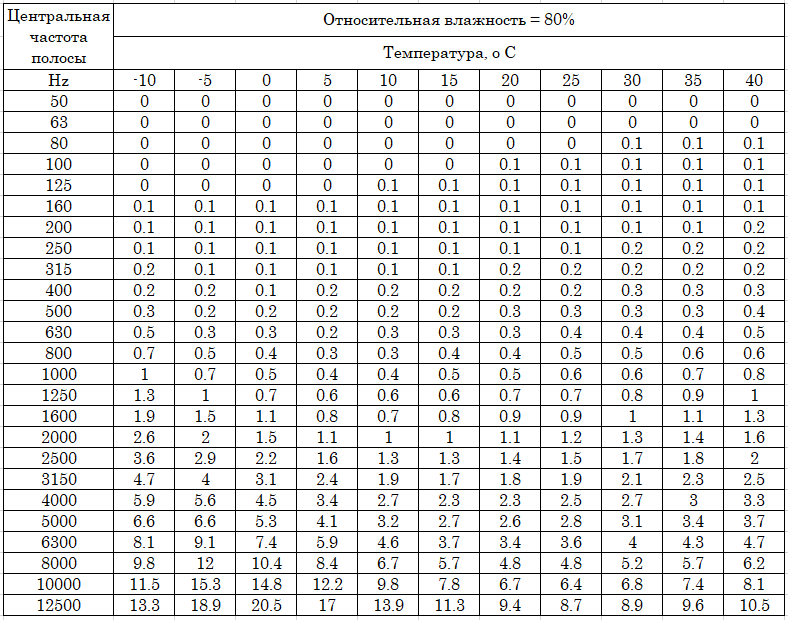 Центральная частота полосы
Относительная влажность = 80%
Температура, о С
Hz -10 -5 0 5 10 15 20 25 30 35 40
50 0 0 0 0 0 0 0 0 0 0 0
63 0 0 0 0 0 0 0 0 0 0 0
80 0 0 0 0 0 0 0 0 0.1 0.1 0.1
100 0 0 0 0 0 0 0.1 0.1 0.1 0.1 0.1
125 0 0 0 0 0.1 0.1 0.1 0.1 0.1 0.1 0.1
160 0.1 0.1 0.1 0.1 0.1 0.1 0.1 0.1 0.1 0.1 0.1
200 0.1 0.1 0.1 0.1 0.1 0.1 0.1 0.1 0.1 0.1 0.2
250 0.1 0.1 0.1 0.1 0.1 0.1 0.1 0.1 0.2 0.2 0.2
315 0.2 0.1 0.1 0.1 0.1 0.1 0.2 0.2 0.2 0.2 0.2
400 0.2 0.2 0.1 0.2 0.2 0.2 0.2 0.2 0.3 0.3 0.3
500 0.3 0.2 0.2 0.2 0.2 0.2 0.3 0.3 0.3 0.3 0.4
630 0.5 0.3 0.3 0.2 0.3 0.3 0.3 0.4 0.4 0.4 0.5
800 0.7 0.5 0.4 0.3 0.3 0.4 0.4 0.5 0.5 0.6 0.6
1000 1 0.7 0.5 0.4 0.4 0.5 0.5 0.6 0.6 0.7 0.8
1250 1.3 1 0.7 0.6 0.6 0.6 0.7 0.7 0.8 0.9 1
1600 1.9 1.5 1.1 0.8 0.7 0.8 0.9 0.9 1 1.1 1.3
2000 2.6 2 1.5 1.1 1 1 1.1 1.2 1.3 1.4 1.6
2500 3.6 2.9 2.2 1.6 1.3 1.3 1.4 1.5 1.7 1.8 2
3150 4.7 4 3.1 2.4 1.9 1.7 1.8 1.9 2.1 2.3 2.5
4000 5.9 5.6 4.5 3.4 2.7 2.3 2.3 2.5 2.7 3 3.3
5000 6.6 6.6 5.3 4.1 3.2 2.7 2.6 2.8 3.1 3.4 3.7
6300 8.1 9.1 7.4 5.9 4.6 3.7 3.4 3.6 4 4.3 4.7
8000 9.8 12 10.4 8.4 6.7 5.7 4.8 4.8 5.2 5.7 6.2
10000 11.5 15.3 14.8 12.2 9.8 7.8 6.7 6.4 6.8 7.4 8.1
12500 13.3 18.9 20.5 17 13.9 11.3 9.4 8.7 8.9 9.6 10.5